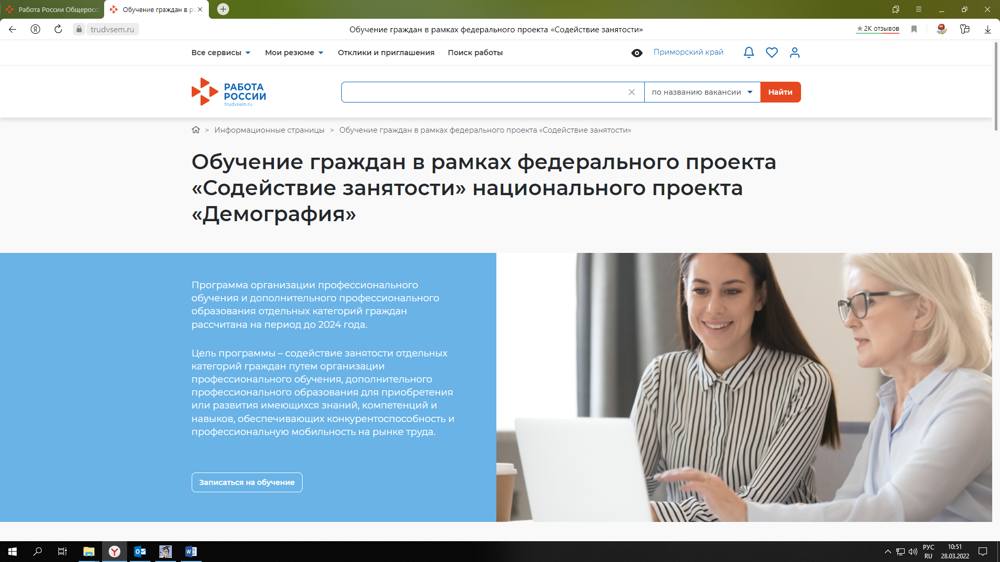 Работа России Общеросс
Обучение граждан в ра
trudvsem.ru
Обучение граждан в рамках федерального проекта «Содействие занятости»
2К отзывов
Все сервисы
Мои резюме
Отклики и приглашения
Поиск работы
Приморский край
РАБОТА
РОССИИ
trudvsem.ru
по названию вакансии
Найти
> Информационные страницы > Обучение граждан в рамках федерального проекта «Содействие занятости»
Обучение граждан в рамках федерального проекта
«Содействие занятости» национального проекта
«Демография»
Программа организации профессионального
обучения и дополнительного профессионального
образования отдельных категорий граждан
рассчитана на период до 2024 года.
Цель программы – содействие занятости отдельных
категорий граждан путем организации
профессионального обучения, дополнительного
профессионального образования для приобретения
или развития имеющихся знаний, компетенций и
навыков, обеспечивающих конкурентоспособность и
профессиональную мобильность на рынке труда.
Записаться на обучение
РУС
RU
10:51
28.03.2022